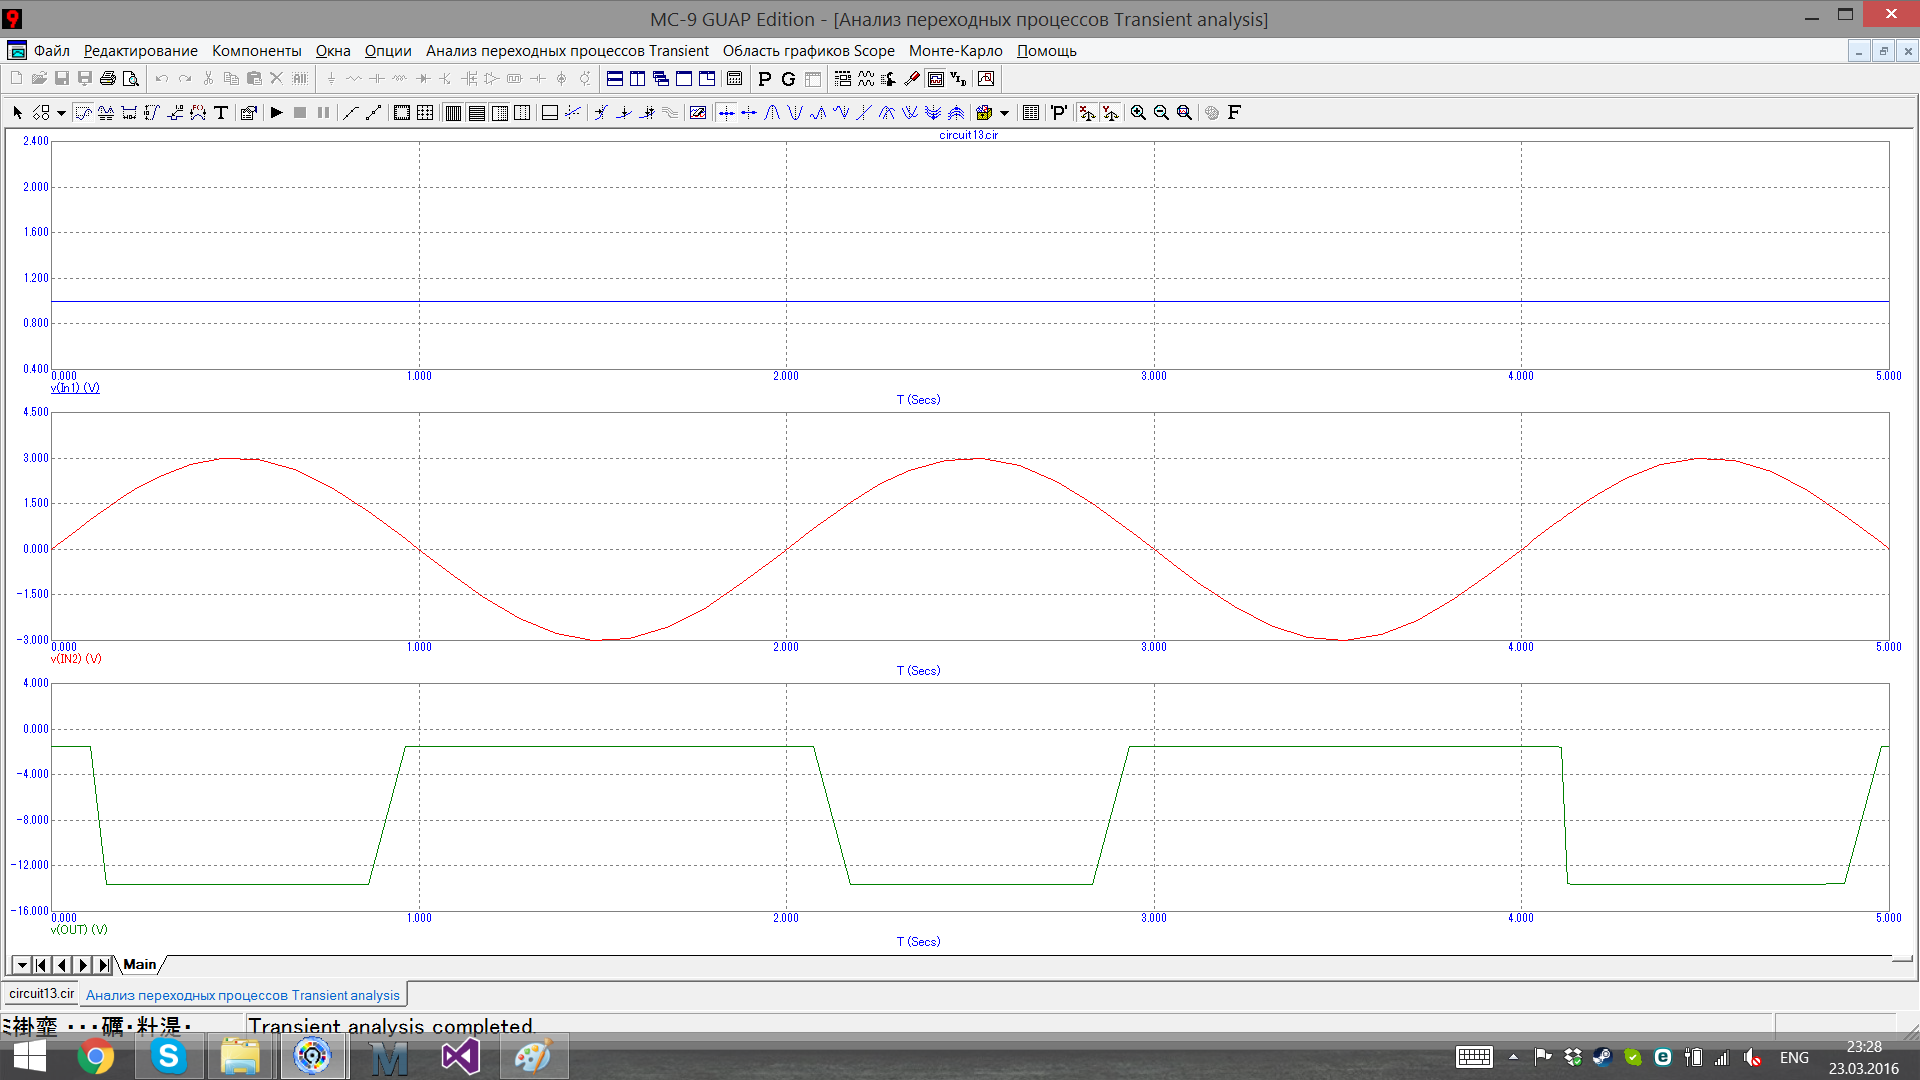 MC-9 GUAP Edition - [Анализ переходных процессов Transient analysis]
Файл Редактирование Компоненты Окна Опции Анализ переходных процессов Transient Область графиков Scope Монте-Карло Помощь
circuit13.cir
2.400
2.000
1.600
1.200
0.800
0.400
0.000 1.000 2.000 3.000 4.000 5.000
v(In1) (V)
T (Secs)
4.500
3.000
1.500
0.000
-1.500
-3.000
0.000 1.000 2.000 3.000 4.000 5.000
v(IN2) (V)
T (Secs)
4.000
0.000
-4.000
-8.000
-12.000
-16.000
0.000 1.000 2.000 3.000 4.000 5.000
v(OUT) (V)
T (Secs)
Main
circuit13.cir Анализ переходных процессов Transient analysis
Transient analysis completed.
ENG
23:28
23.03.2016